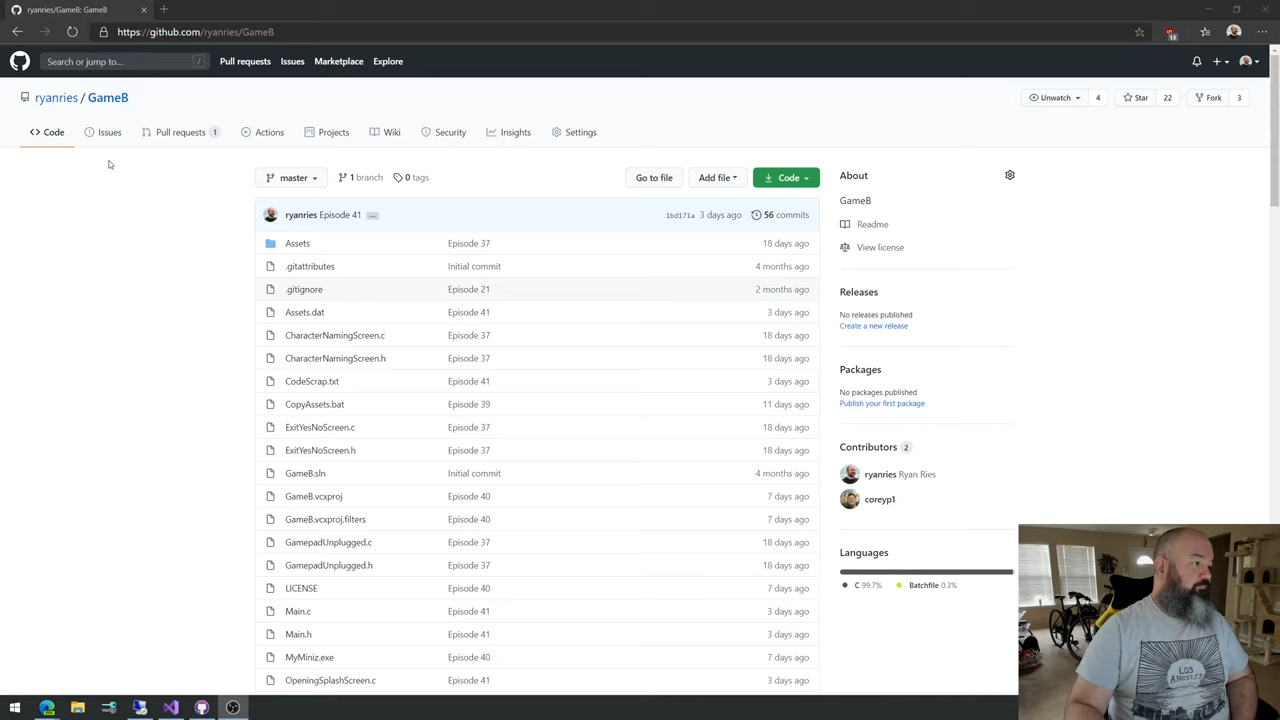 ryanries/GameB: GameB
https://github.com/ryanries/GameB
13
Search or jump to...
/
Pull requests
Issues
Marketplace
Explore
ryanries / GameB
Unwatch
4
Star
22
Fork
3
Code
Issues
Pull requests 1
Actions
Projects
Wiki
Security
Insights
Settings
master
1 branch
0 tags
Go to file
Add file
Code
ryanries Episode 41 ...
1bd171a 3 days ago
56 commits
Assets Episode 37 18 days ago
.gitattributes Initial commit 4 months ago
.gitignore Episode 21 2 months ago
Assets.dat Episode 41 3 days ago
CharacterNamingScreen.c Episode 37 18 days ago
CharacterNamingScreen.h Episode 37 18 days ago
CodeScrap.txt Episode 41 3 days ago
CopyAssets.bat Episode 39 11 days ago
ExitYesNoScreen.c Episode 37 18 days ago
ExitYesNoScreen.h Episode 37 18 days ago
GameB.sln Initial commit 4 months ago
GameB.vcxproj Episode 40 7 days ago
GameB.vcxproj.filters Episode 40 7 days ago
GamepadUnplugged.c Episode 37 18 days ago
GamepadUnplugged.h Episode 37 18 days ago
LICENSE Episode 40 7 days ago
Main.c Episode 41 3 days ago
Main.h Episode 41 3 days ago
MyMiniz.exe Episode 40 7 days ago
OpeningSplashScreen.c Episode 41 3 days ago
About
GameB
Readme
View license
Releases
No releases published
Create a new release
Packages
No packages published
Publish your first package
Contributors 2
ryanries Ryan Ries
coreyp1
Languages
C 99.7%
Batchfile 0.3%
LOS
ANGELES